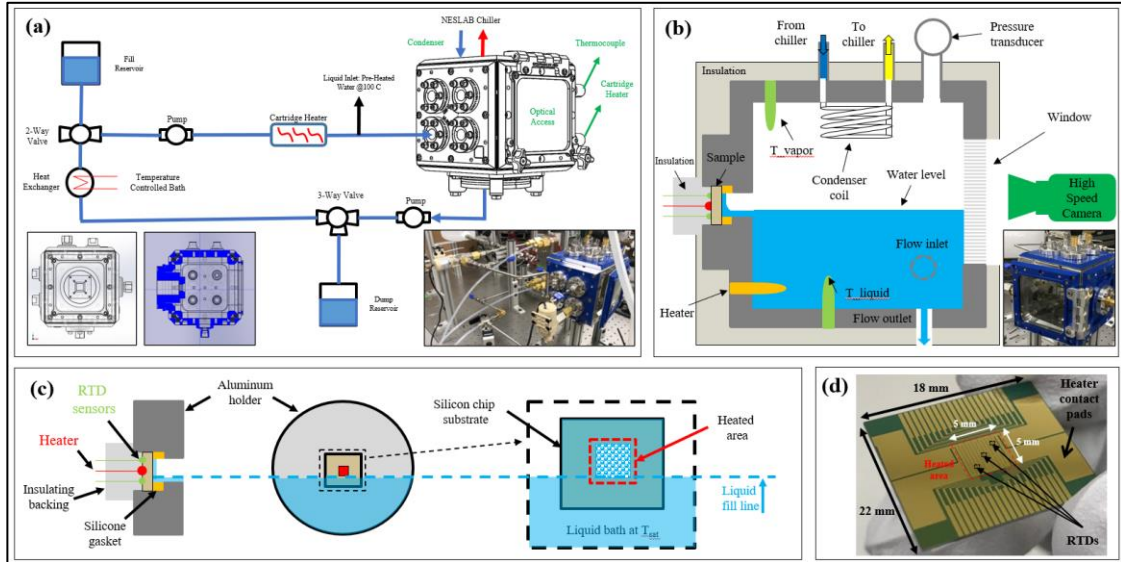 (a)
NESLAB Chiller
Condenser
Thermocouple
Fill
Reservoir
Liquid Inlet: Pre-Heated
Water @100 C
Cartridge
Heater
Optical
Access
2-Way
Valve
Pump
Cartridge Heater
Heat
Exchanger
Temperature
Controlled Bath
3-Way Valve
Pump
Dump
Reservoir
(b)
From
chiller
To
chiller
Pressure
transducer
Insulation
Window
T_vapor
Insulation
Sample
Condenser
coil
Water level
High
Speed
Camera
Flow inlet
Heater
T_liquid
Flow outlet
(c)
RTD
sensors
Aluminum
holder
Silicon chip
substrate
Heated
area
Heater
Insulating
backing
Silicone
gasket
Liquid
fill line
Liquid bath at T_sat
(d)
18 mm
Heater
contact
pads
5 mm
5 mm
Heated
area
22 mm
RTDs